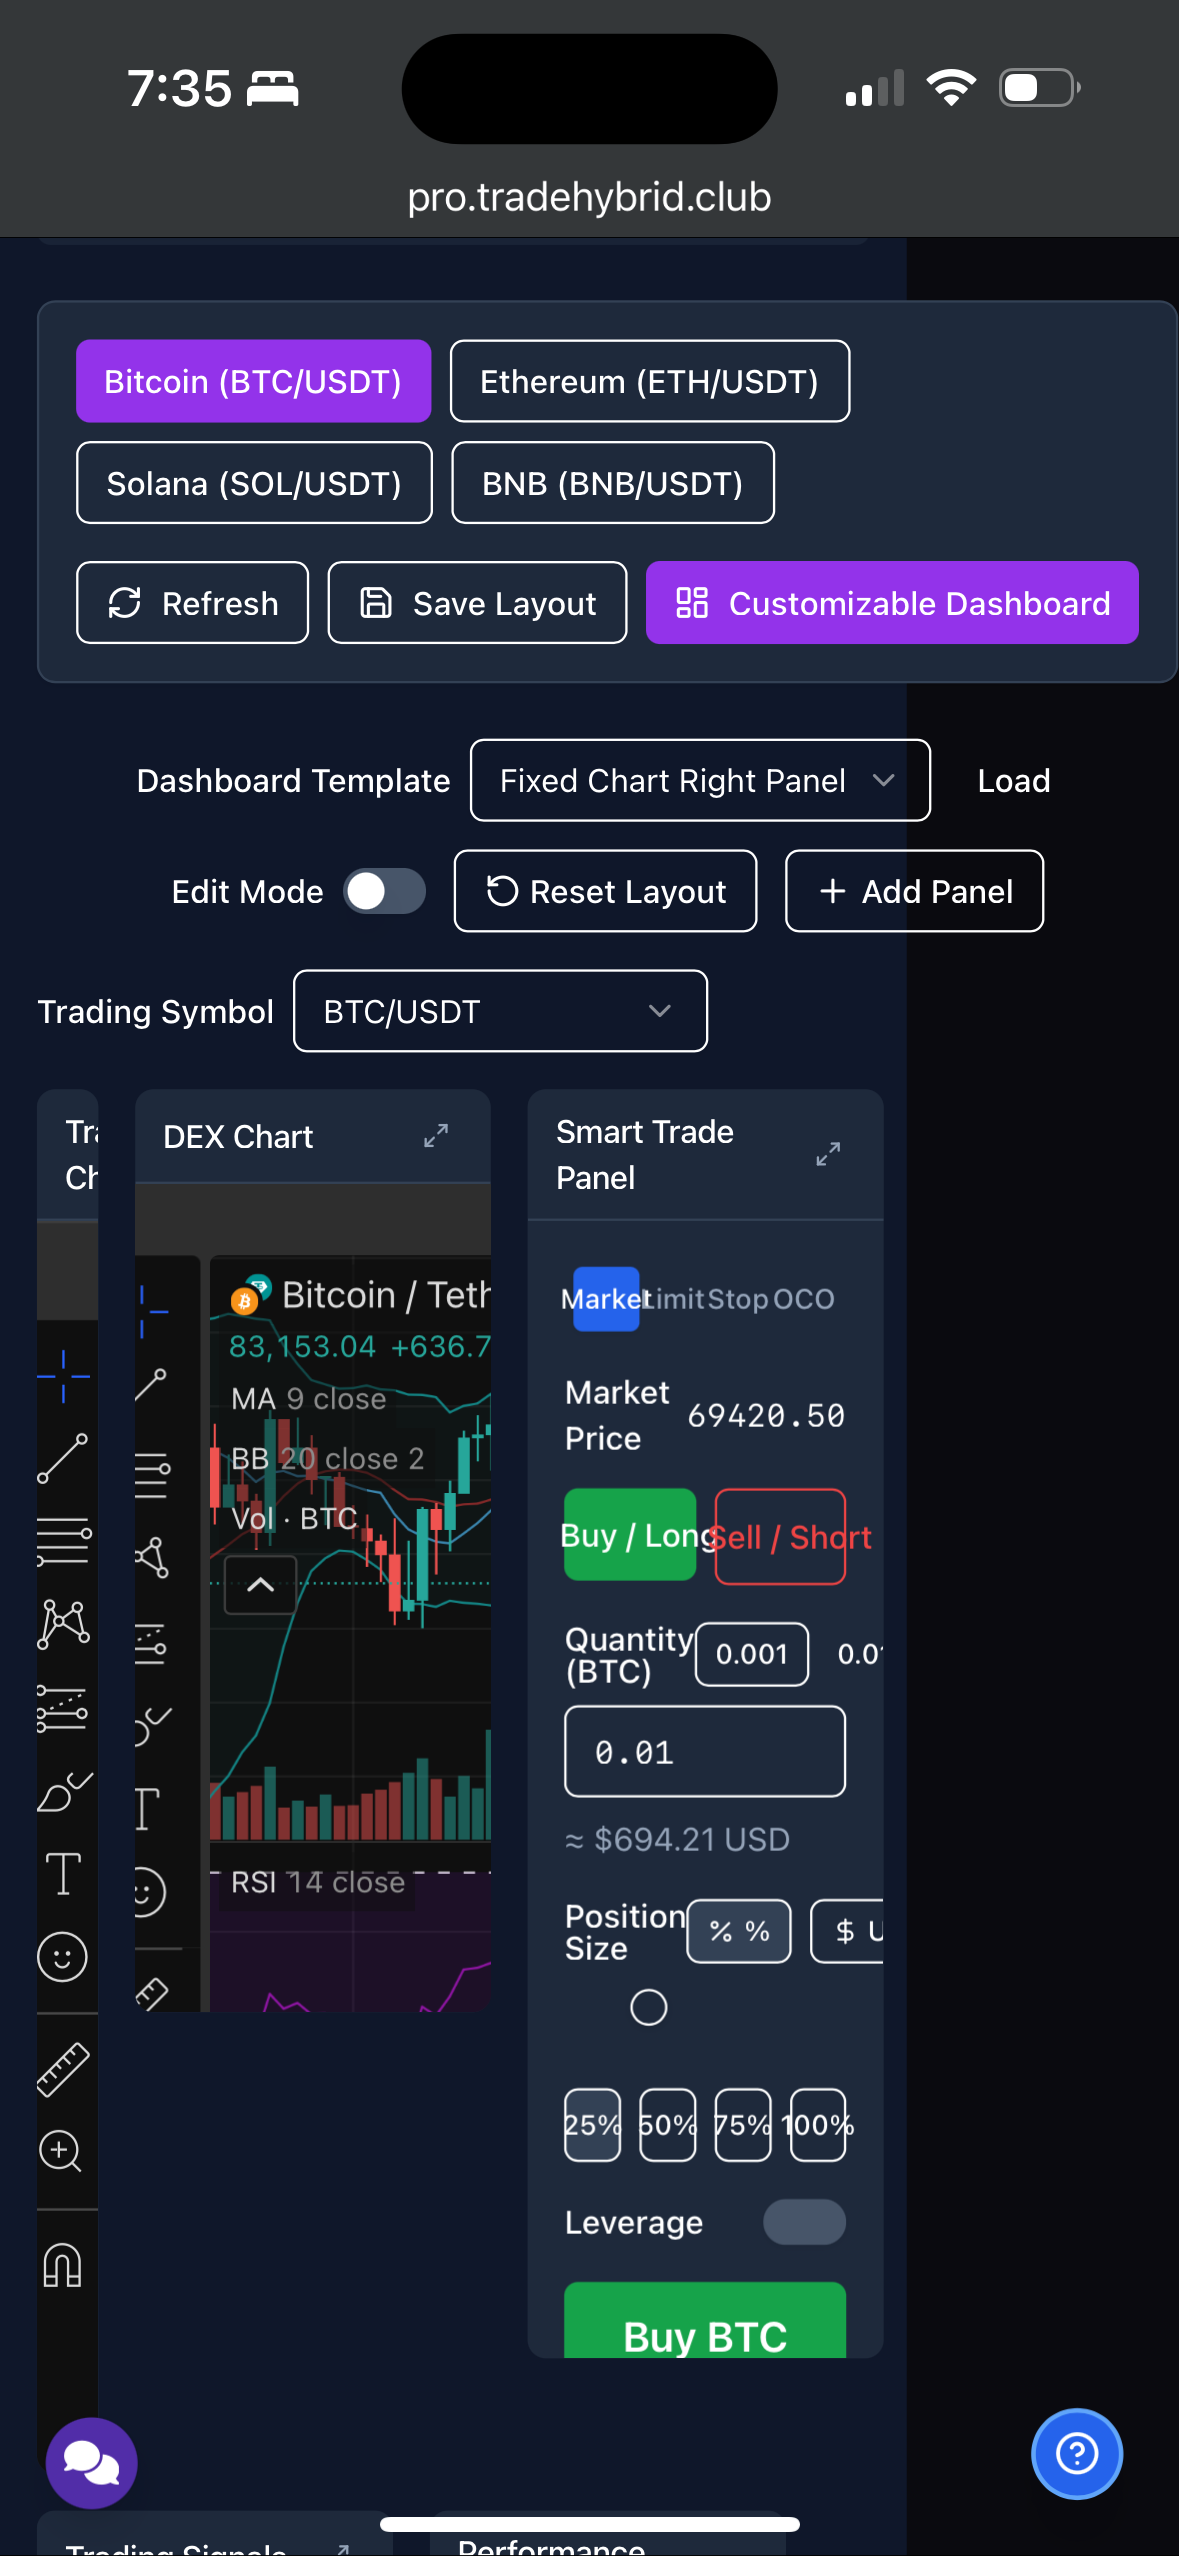 7:35
pro.tradehybrid.club
Bitcoin (BTC/USDT)
Ethereum (ETH/USDT)
Solana (SOL/USDT)
BNB (BNB/USDT)
Refresh
Save Layout
Customizable Dashboard
Dashboard Template
Fixed Chart Right Panel
Load
Edit Mode
Reset Layout
Add Panel
Trading Symbol
BTC/USDT
Tra
Ch
DEX Chart
Bitcoin / Teth
83,153.04 +636.7
MA 9 close
BB 20 close 2
Vol · BTC
RSI 14 close
Smart Trade
Panel
Market Limit Stop OCO
Market
Price
69420.50
Buy / Long
Sell / Short
Quantity
(BTC)
0.001
0.01
0.01
≈ $694.21 USD
Position
Size
% %
$ U
25%
50%
75%
100%
Leverage
Buy BTC
Trading Signals
Performance